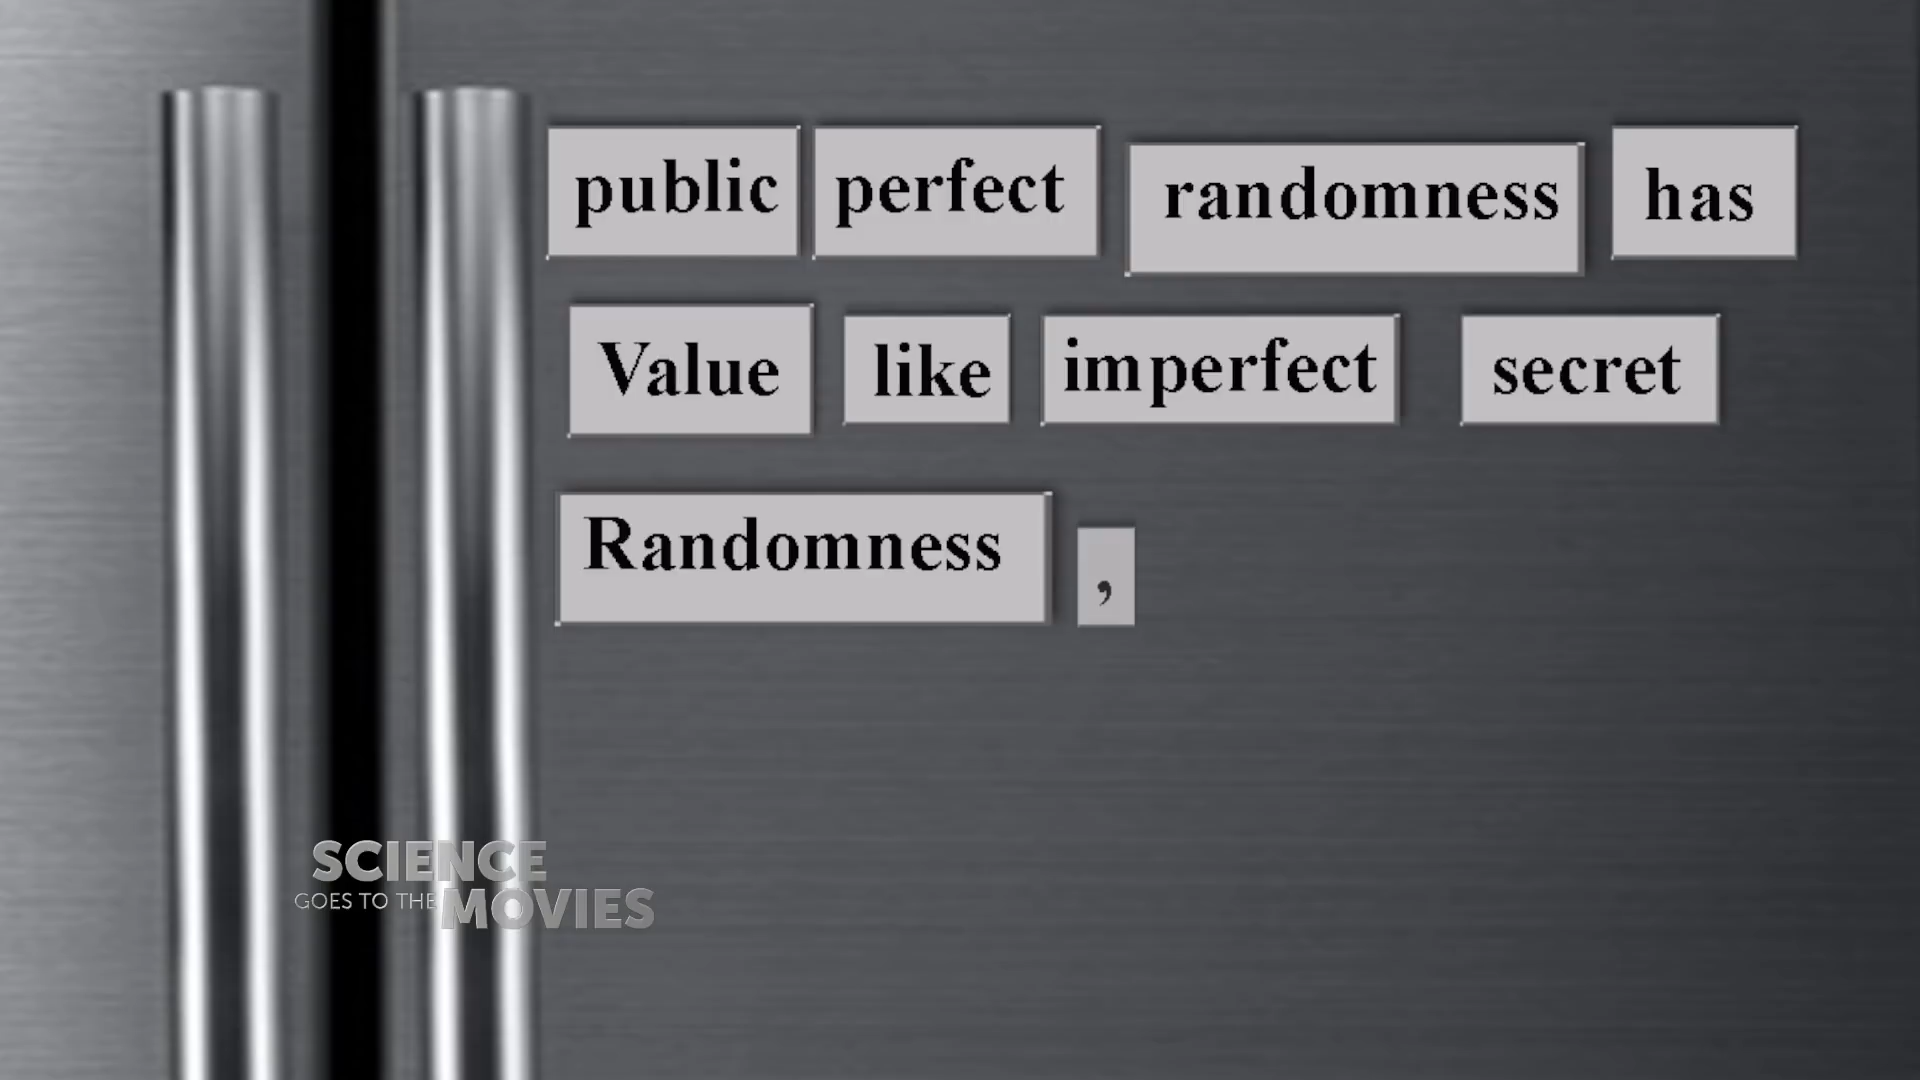 public perfect randomness has
Value like imperfect secret
Randomness ,
SCIENCE
GOES TO THE MOVIES